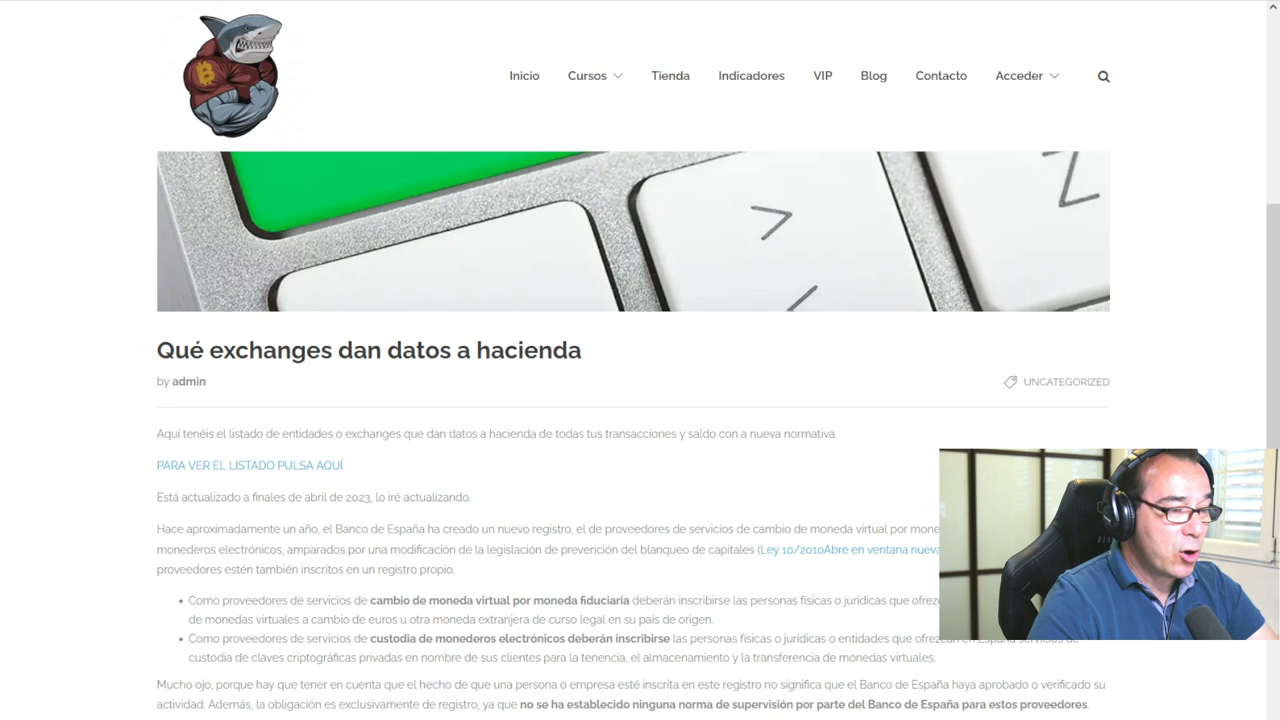 Inicio Cursos Tienda Indicadores VIP Blog Contacto Acceder
> Z
Qué exchanges dan datos a hacienda
by admin
UNCATEGORIZED
Aquí tenéis el listado de entidades o exchanges que dan datos a hacienda de todas tus transacciones y saldo con a nueva normativa.
PARA VER EL LISTADO PULSA AQUÍ
Está actualizado a finales de abril de 2023, lo iré actualizando.
Hace aproximadamente un año, el Banco de España ha creado un nuevo registro, el de proveedores de servicios de cambio de moneda virtual por
monederos electrónicos, amparados por una modificación de la legislación de prevención del blanqueo de capitales (Ley 10/2010Abre en ventana nueva
proveedores estén también inscritos en un registro propio.
• Como proveedores de servicios de cambio de moneda virtual por moneda fiduciaria deberán inscribirse las personas físicas o jurídicas que
de monedas virtuales a cambio de euros u otra moneda extranjera de curso legal en su país de origen.
• Como proveedores de servicios de custodia de monederos electrónicos deberán inscribirse las personas físicas o jurídicas o entidades que ofrezcan en España servicios de
custodia de claves criptográficas privadas en nombre de sus clientes para la tenencia, el almacenamiento y la transferencia de monedas virtuales.
Mucho ojo, porque hay que tener en cuenta que el hecho de que una persona o empresa esté inscrita en este registro no significa que el Banco de España haya aprobado o verificado su
actividad. Además, la obligación es exclusivamente de registro, ya que no se ha establecido ninguna norma de supervisión por parte del Banco de España para estos proveedores.